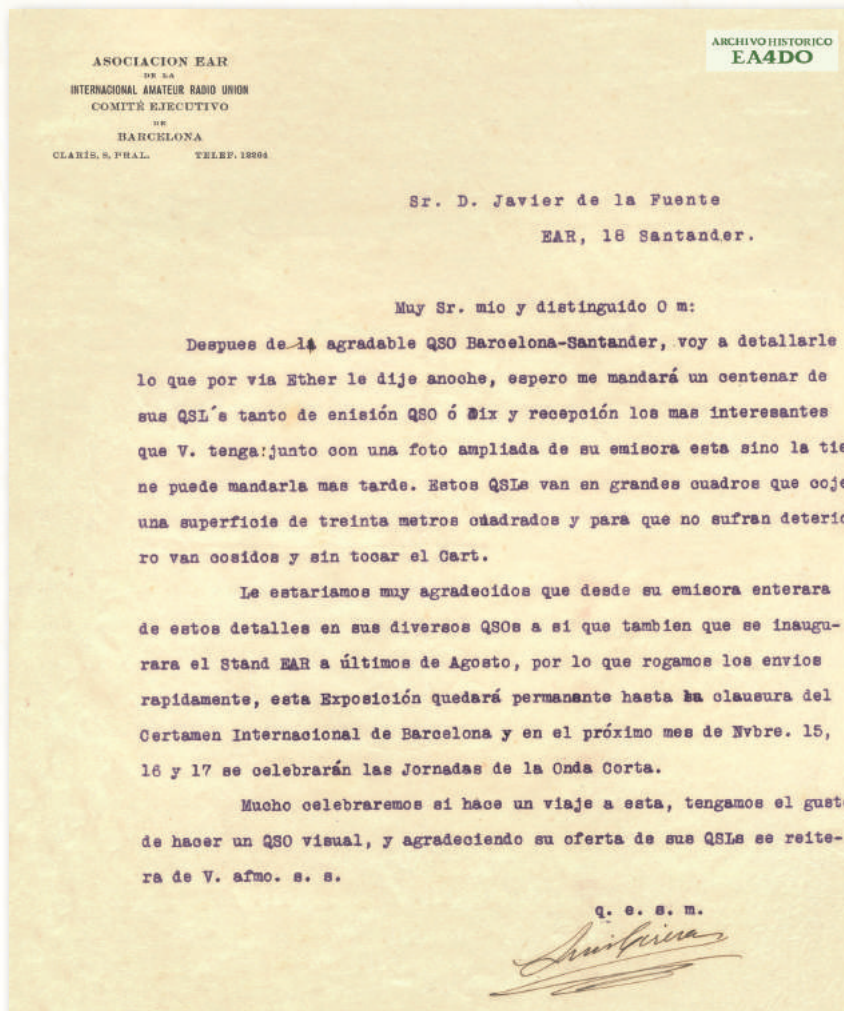 ASOCIACION EAR
DE LA
INTERNACIONAL AMATEUR RADIO UNION
COMITÉ EJECUTIVO
DE
BARCELONA
CLARÍS, 8, PRAL. TELEF. 12264
ARCHIVO HISTORICO
EA4DO
Sr. D. Javier de la Fuente
EAR, 18 Santander.
Muy Sr. mio y distinguido O m:
Despues de la agradable QSO Barcelona-Santander, voy a detallarle
lo que por via Ether le dije anoche, espero me mandará un centenar de
sus QSL´s tanto de enisión QSO ó Dix y recepción los mas interesantes
que V. tenga:junto con una foto ampliada de su emisora esta sino la tie
ne puede mandarla mas tarde. Estos QSLs van en grandes cuadros que coje
una superficie de treinta metros cuadrados y para que no sufran deterio
ro van cosidos y sin tocar el Cart.
Le estariamos muy agradecidos que desde su emisora enterara
de estos detalles en sus diversos QSOs a si que tambien que se inaugu-
rara el Stand EAR a últimos de Agosto, por lo que rogamos los envios
rapidamente, esta Exposición quedará permanante hasta la clausura del
Certamen Internacional de Barcelona y en el próximo mes de Nvbre. 15,
16 y 17 se celebrarán las Jornadas de la Onda Corta.
Mucho celebraremos si hace un viaje a esta, tengamos el gusto
de hacer un QSO visual, y agradeciendo su oferta de sus QSLs se reite-
ra de V. afmo. s. s.
q. e. s. m.